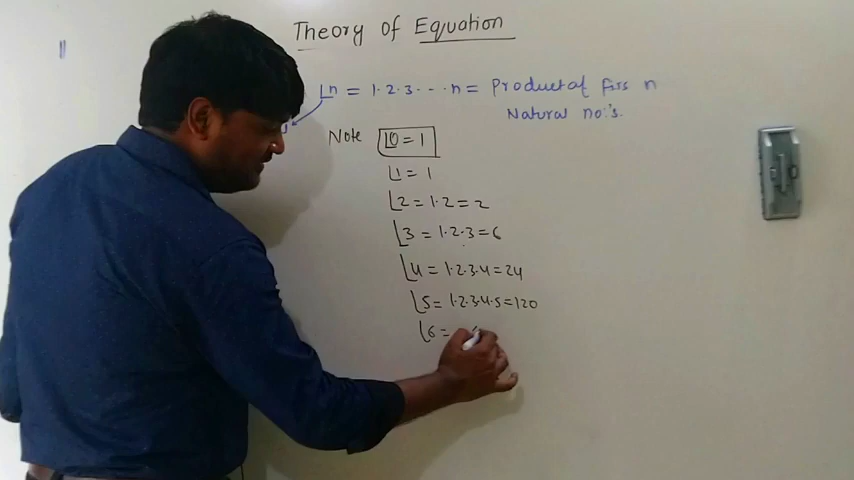 Theory of Equation
⌊n = 1·2·3···n = Product of firs n
Natural no:'s.
Note ⌊0 = 1
⌊1 = 1
⌊2 = 1·2 = 2
⌊3 = 1·2·3 = 6
⌊4 = 1·2·3·4 = 24
⌊5 = 1·2·3·4·5 = 120
⌊6 =